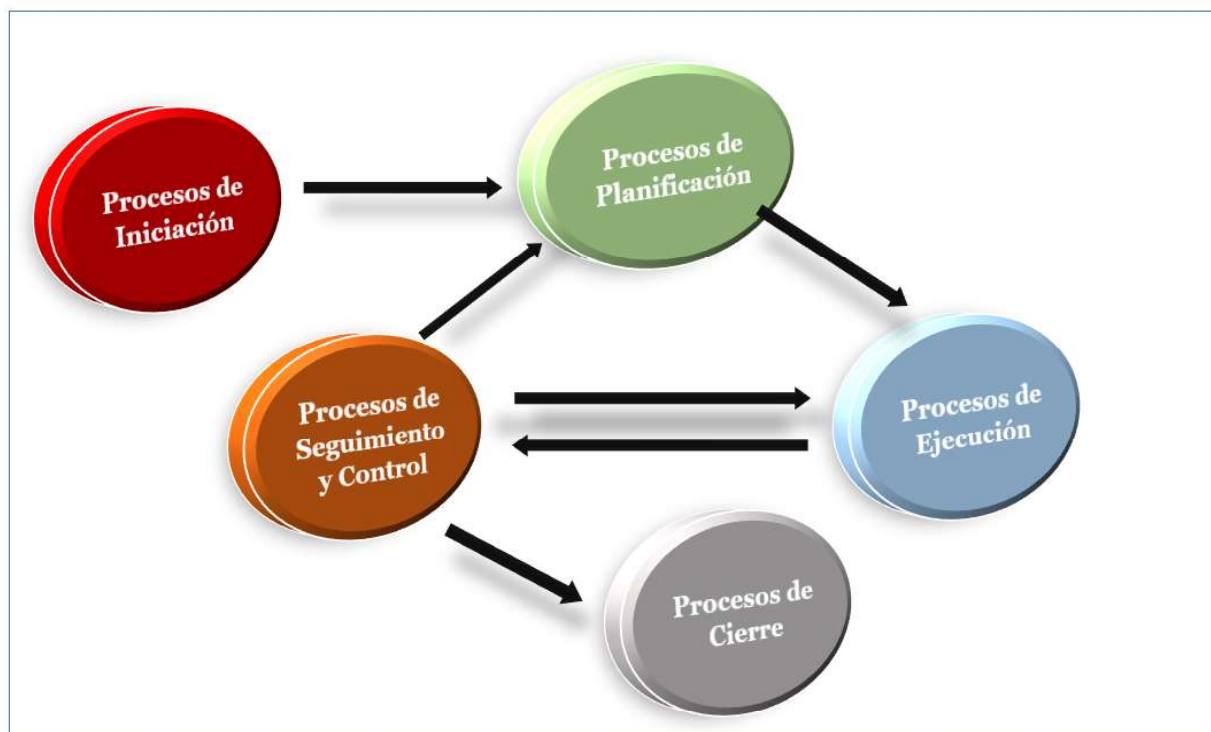 Procesos de
Iniciación
Procesos de
Planificación
Procesos de
Seguimiento
y Control
Procesos de
Ejecución
Procesos de
Cierre